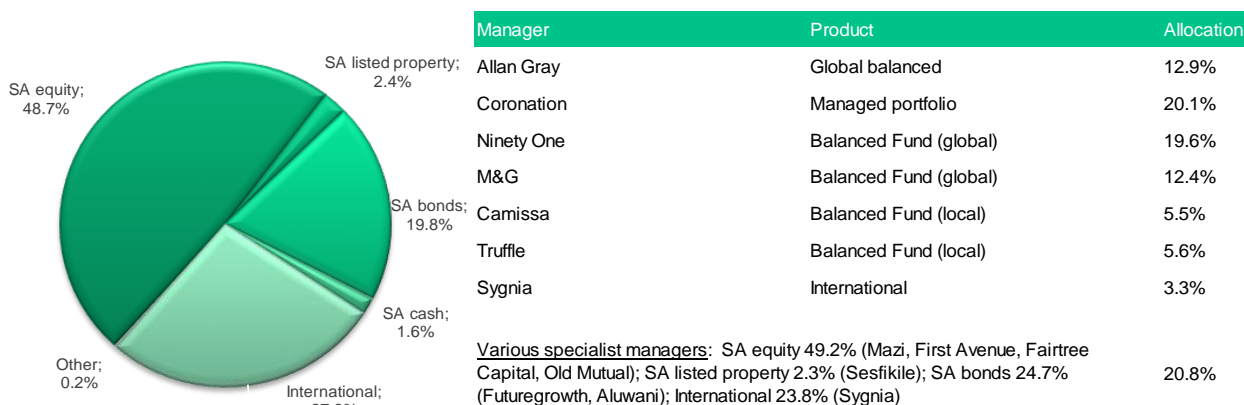 SA equity;
48.7%
SA listed property;
2.4%
SA bonds;
19.8%
SA cash;
1.6%
International;
Other;
0.2%
Manager Product Allocation
Allan Gray Global balanced 12.9%
Coronation Managed portfolio 20.1%
Ninety One Balanced Fund (global) 19.6%
M&G Balanced Fund (global) 12.4%
Camissa Balanced Fund (local) 5.5%
Truffle Balanced Fund (local) 5.6%
Sygnia International 3.3%
Various specialist managers: SA equity 49.2% (Mazi, First Avenue, Fairtree
Capital, Old Mutual); SA listed property 2.3% (Sesfikile); SA bonds 24.7% 20.8%
(Futuregrowth, Aluwani); International 23.8% (Sygnia)